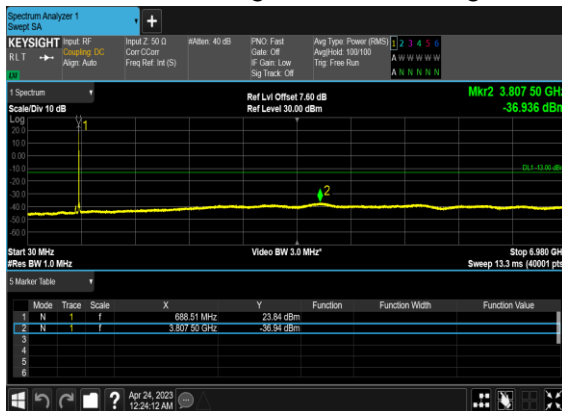 Spectrum Analyzer 1
Swept SA
KEYSIGHT Input: RF Input Z: 50 Ω #Atten: 40 dB PNO: Fast Avg Type: Power (RMS) 1 2 3 4 5 6
RLT Coupling: DC Corr CCorr Gate: Off Avg|Hold: 100/100 A W W W W W
Align: Auto Freq Ref: Int (S) IF Gain: Low Trig: Free Run A N N N N N
Sig Track: Off
LXI
1 Spectrum Ref Lvl Offset 7.60 dB Mkr2 3.807 50 GHz
Scale/Div 10 dB Ref Level 30.00 dBm -36.936 dBm
Log
20.0
10.0
0.00
-10.0
-20.0
-30.0
-40.0
-50.0
-60.0
1
DL1 -13.00 dBm
2
Start 30 MHz Video BW 3.0 MHz* Stop 6.980 GHz
#Res BW 1.0 MHz Sweep 13.3 ms (40001 pts)
5 Marker Table
Mode Trace Scale X Y Function Function Width Function Value
1 N 1 f 688.51 MHz 23.84 dBm
2 N 1 f 3.807 50 GHz -36.94 dBm
3
4
5
6
? Apr 24, 2023
12:24:12 AM